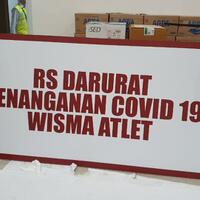 RS DARURAT
ENANGANAN COVID 19
WISMA ATLET